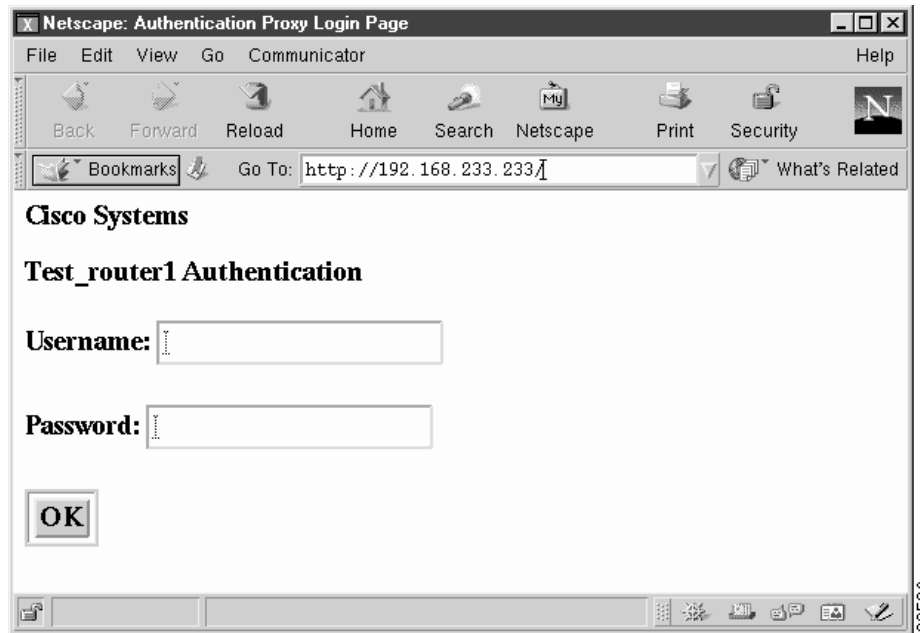 Netscape: Authentication Proxy Login Page
File Edit View Go Communicator Help
My N
Back Forward Reload Home Search Netscape Print Security
Bookmarks Go To: http://192.168.233.233/ What's Related
Cisco Systems
Test_router1 Authentication
Username:
Password:
OK